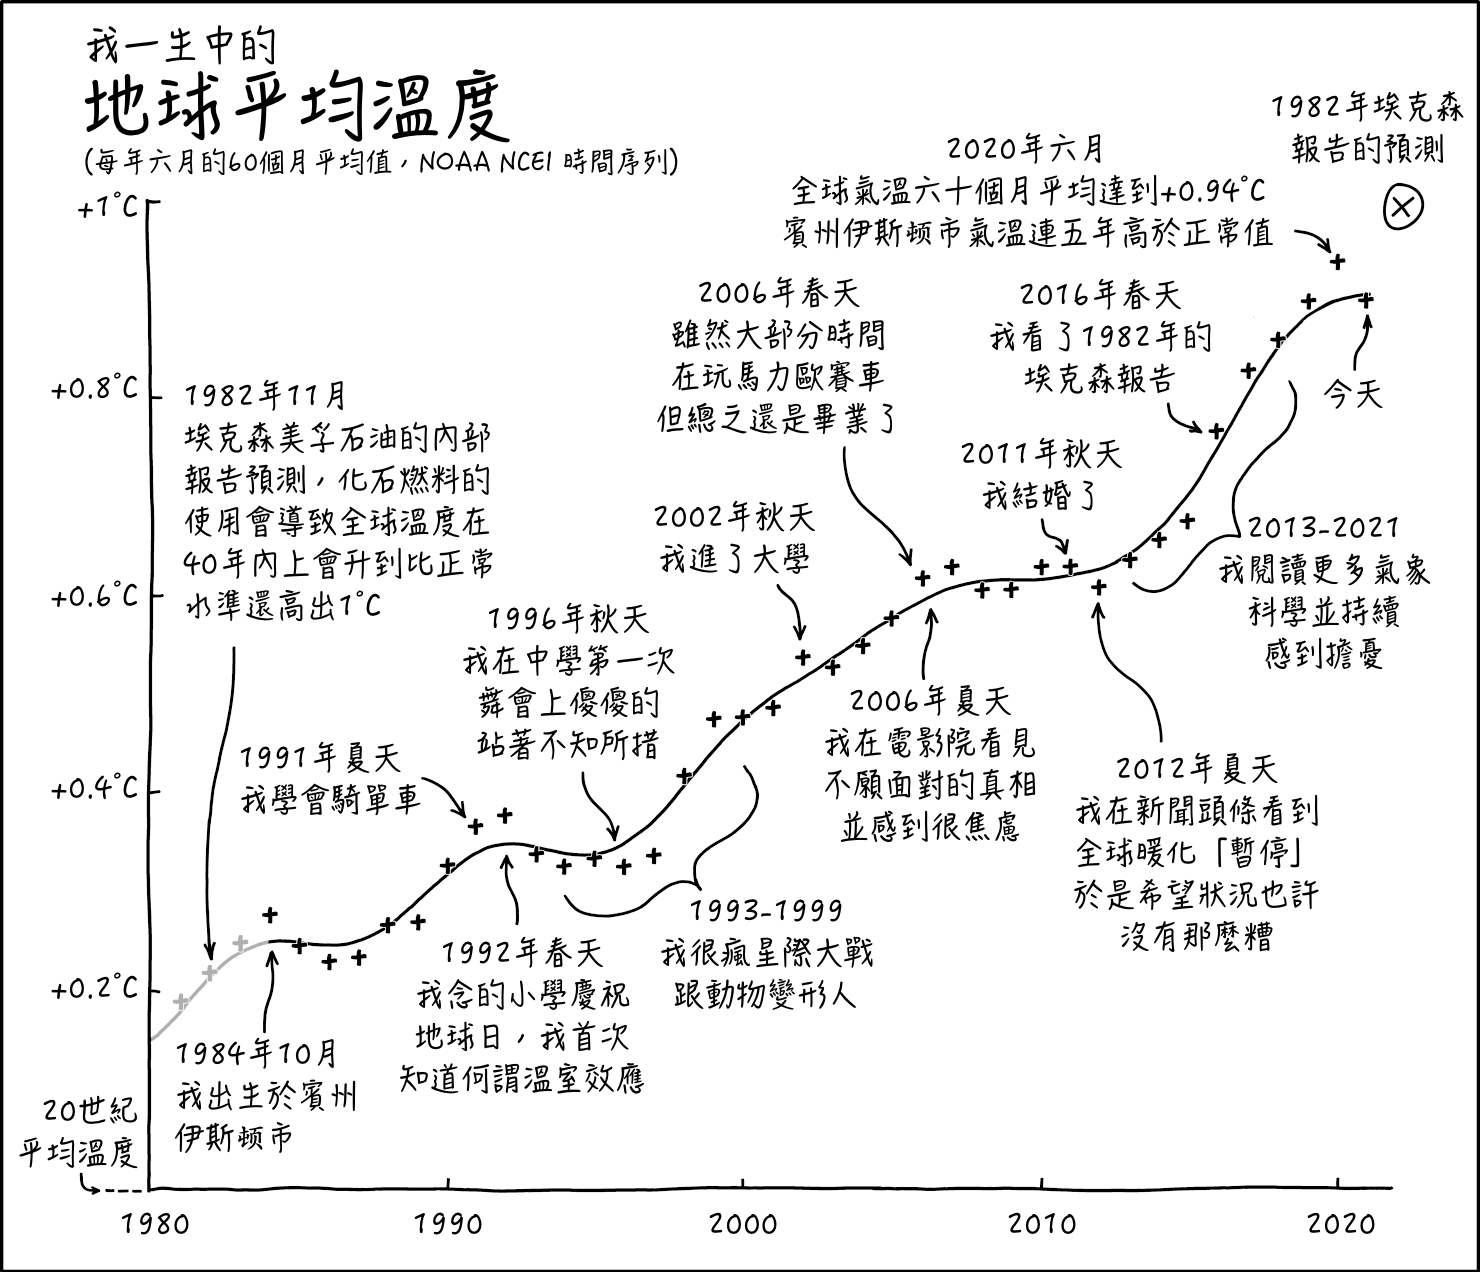 我一生中的
地球平均溫度
(每年六月的60個月平均值，NOAA NCEI 時間序列)
+1°C
+0.8°C
+0.6°C
+0.4°C
+0.2°C
20世紀
平均溫度
1980
1990
2000
2010
2020
1982年11月
埃克森美孚石油的內部
報告預測，化石燃料的
使用會導致全球溫度在
40年內上會升到比正常
水準還高出1°C
1984年10月
我出生於賓州
伊斯頓市
1991年夏天
我學會騎單車
1992年春天
我念的小學慶祝
地球日，我首次
知道何謂溫室效應
1996年秋天
我在中學第一次
舞會上傻傻的
站著不知所措
1993-1999
我很瘋星際大戰
跟動物變形人
2002年秋天
我進了大學
2006年春天
雖然大部分時間
在玩馬力歐賽車
但總之還是畢業了
2006年夏天
我在電影院看見
不願面對的真相
並感到很焦慮
2011年秋天
我結婚了
2012年夏天
我在新聞頭條看到
全球暖化「暫停」
於是希望狀況也許
沒有那麼糟
2016年春天
我看了1982年的
埃克森報告
2013-2021
我閱讀更多氣象
科學並持續
感到擔憂
2020年六月
全球氣溫六十個月平均達到+0.94°C
賓州伊斯頓市氣溫連五年高於正常值
今天
1982年埃克森
報告的預測